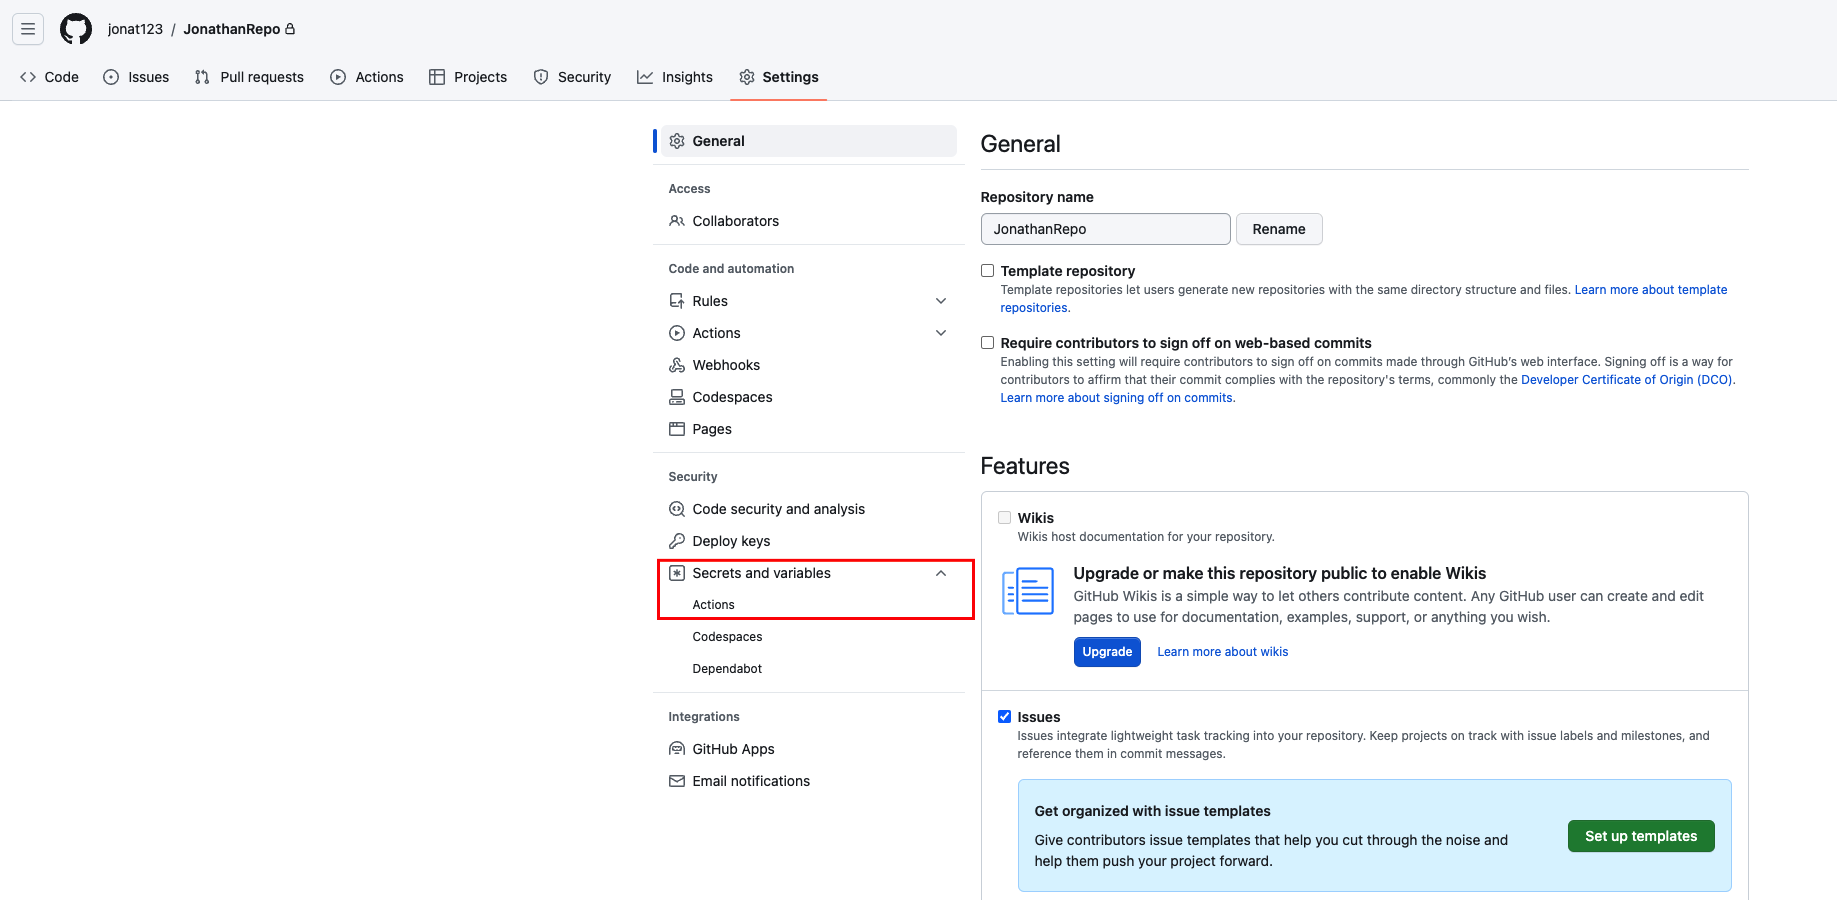 jonat123 / JonathanRepo
Code Issues Pull requests Actions Projects Security Insights Settings
General
Access
Collaborators
Code and automation
Rules
Actions
Webhooks
Codespaces
Pages
Security
Code security and analysis
Deploy keys
Secrets and variables
Actions
Codespaces
Dependabot
Integrations
GitHub Apps
Email notifications
General
Repository name
JonathanRepo Rename
Template repository
Template repositories let users generate new repositories with the same directory structure and files. Learn more about template
repositories.
Require contributors to sign off on web-based commits
Enabling this setting will require contributors to sign off on commits made through GitHub's web interface. Signing off is a way for
contributors to affirm that their commit complies with the repository's terms, commonly the Developer Certificate of Origin (DCO).
Learn more about signing off on commits.
Features
Wikis
Wikis host documentation for your repository.
Upgrade or make this repository public to enable Wikis
GitHub Wikis is a simple way to let others contribute content. Any GitHub user can create and edit
pages to use for documentation, examples, support, or anything you wish.
Upgrade Learn more about wikis
Issues
Issues integrate lightweight task tracking into your repository. Keep projects on track with issue labels and milestones, and
reference them in commit messages.
Get organized with issue templates
Give contributors issue templates that help you cut through the noise and
help them push your project forward.
Set up templates